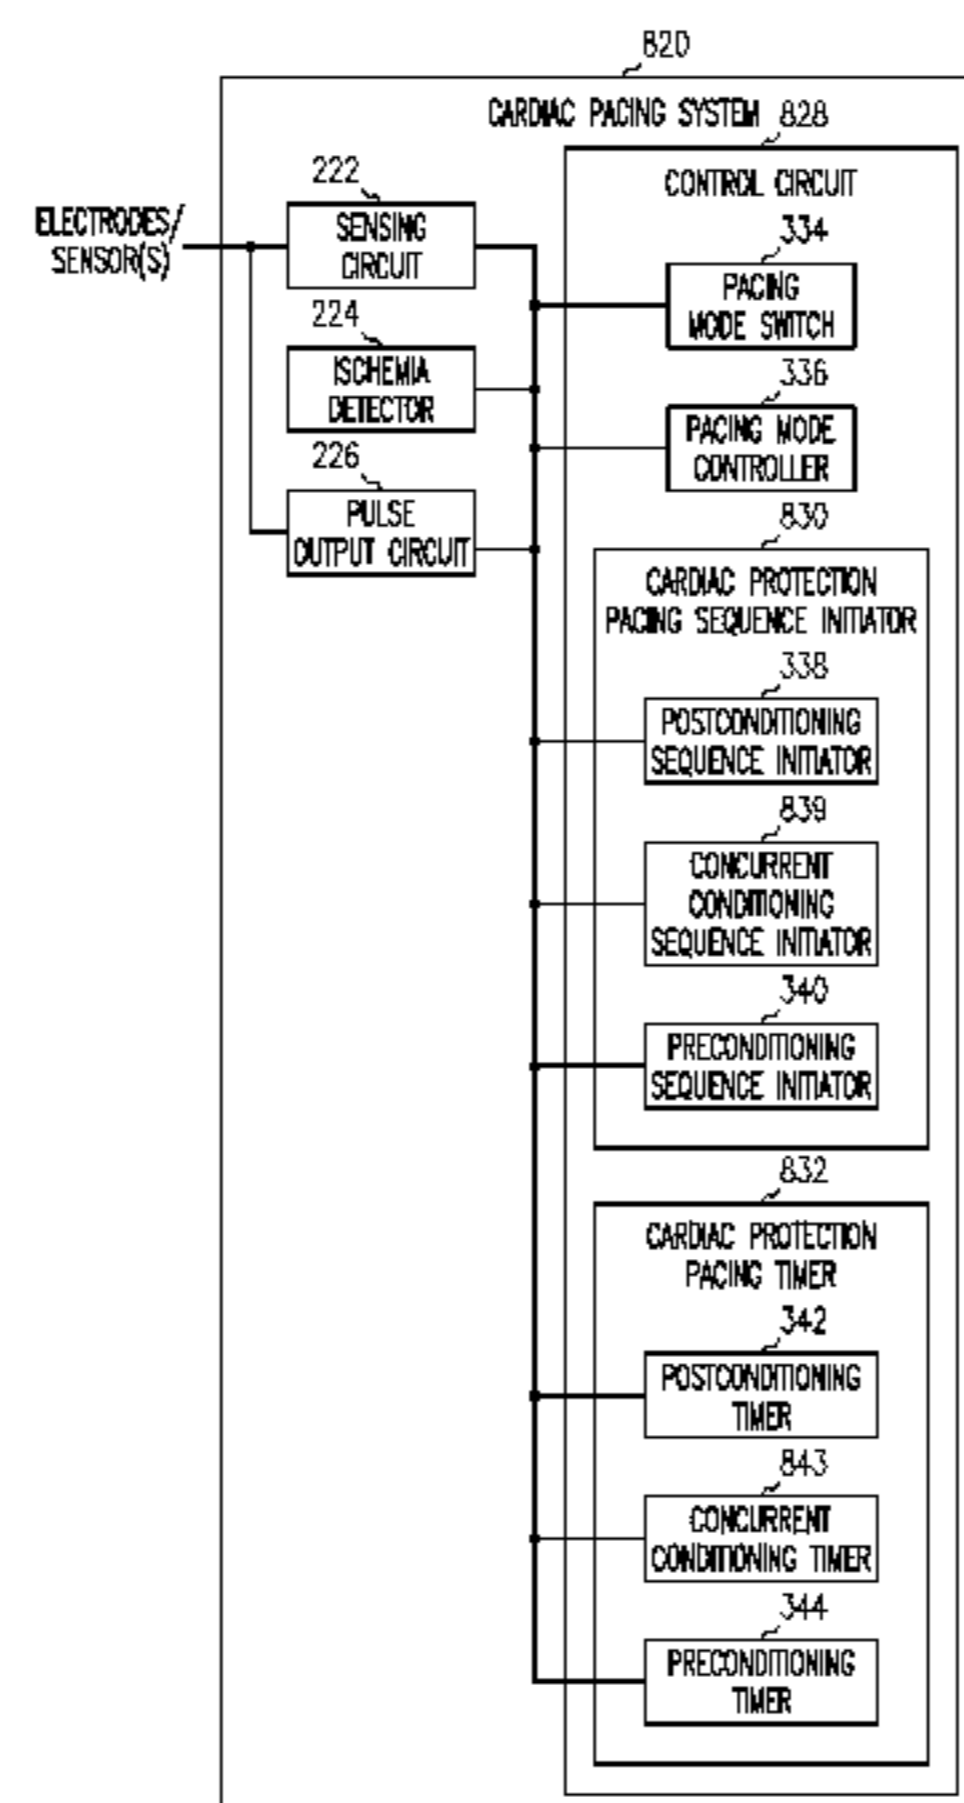 820
CARDIAC PACING SYSTEM
828
CONTROL CIRCUIT
222
ELECTRODES/
SENSOR(S)
SENSING
CIRCUIT
334
PACING
MODE SWITCH
224
ISCHEMIA
DETECTOR
336
PACING MODE
CONTROLLER
226
PULSE
OUTPUT CIRCUIT
830
CARDIAC PROTECTION
PACING SEQUENCE INITIATOR
338
POSTCONDITIONING
SEQUENCE INITIATOR
839
CONCURRENT
CONDITIONING
SEQUENCE INITIATOR
340
PRECONDITIONING
SEQUENCE INITIATOR
832
CARDIAC PROTECTION
PACING TIMER
342
POSTCONDITIONING
TIMER
843
CONCURRENT
CONDITIONING TIMER
344
PRECONDITIONING
TIMER